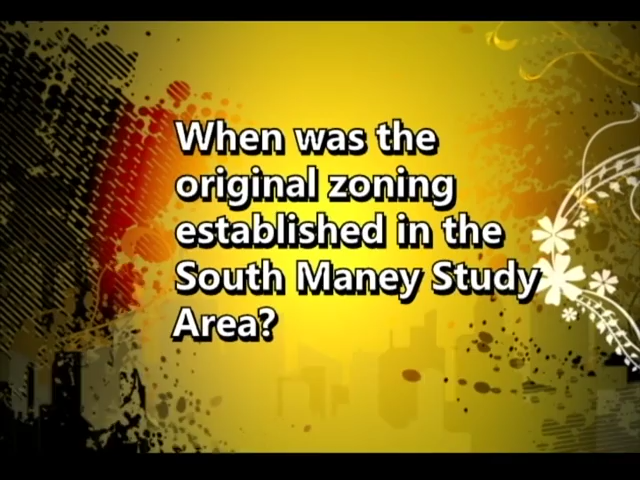 When was the
original zoning
established in the
South Maney Study
Area?